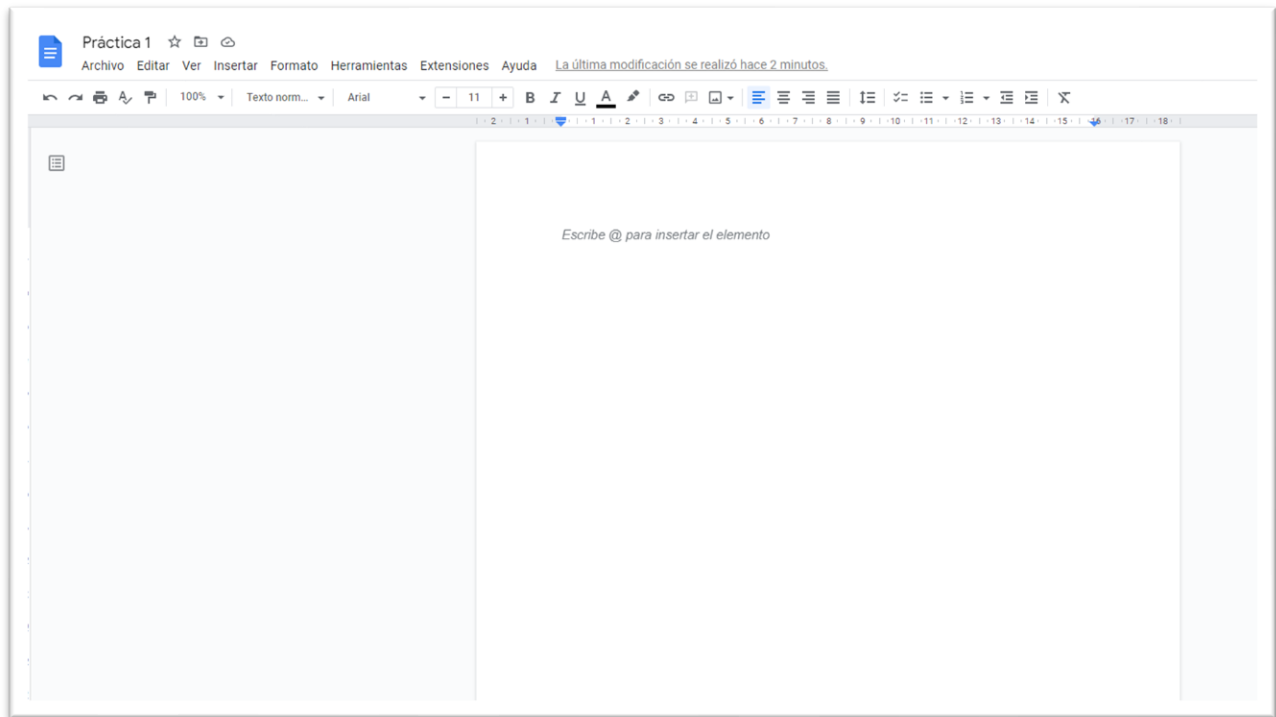 Práctica 1
Archivo Editar Ver Insertar Formato Herramientas Extensiones Ayuda La última modificación se realizó hace 2 minutos.
100% Texto norm... Arial - 11 + B I U A
2 1 1 2 3 4 5 6 7 8 9 10 11 12 13 14 15 16 17 18
Escribe @ para insertar el elemento